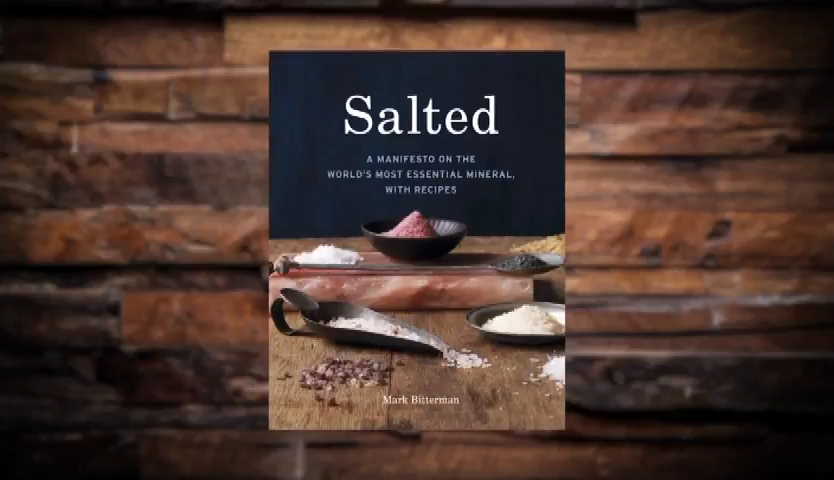 Salted
A MANIFESTO ON THE
WORLD'S MOST ESSENTIAL MINERAL,
WITH RECIPES
Mark Bitterman